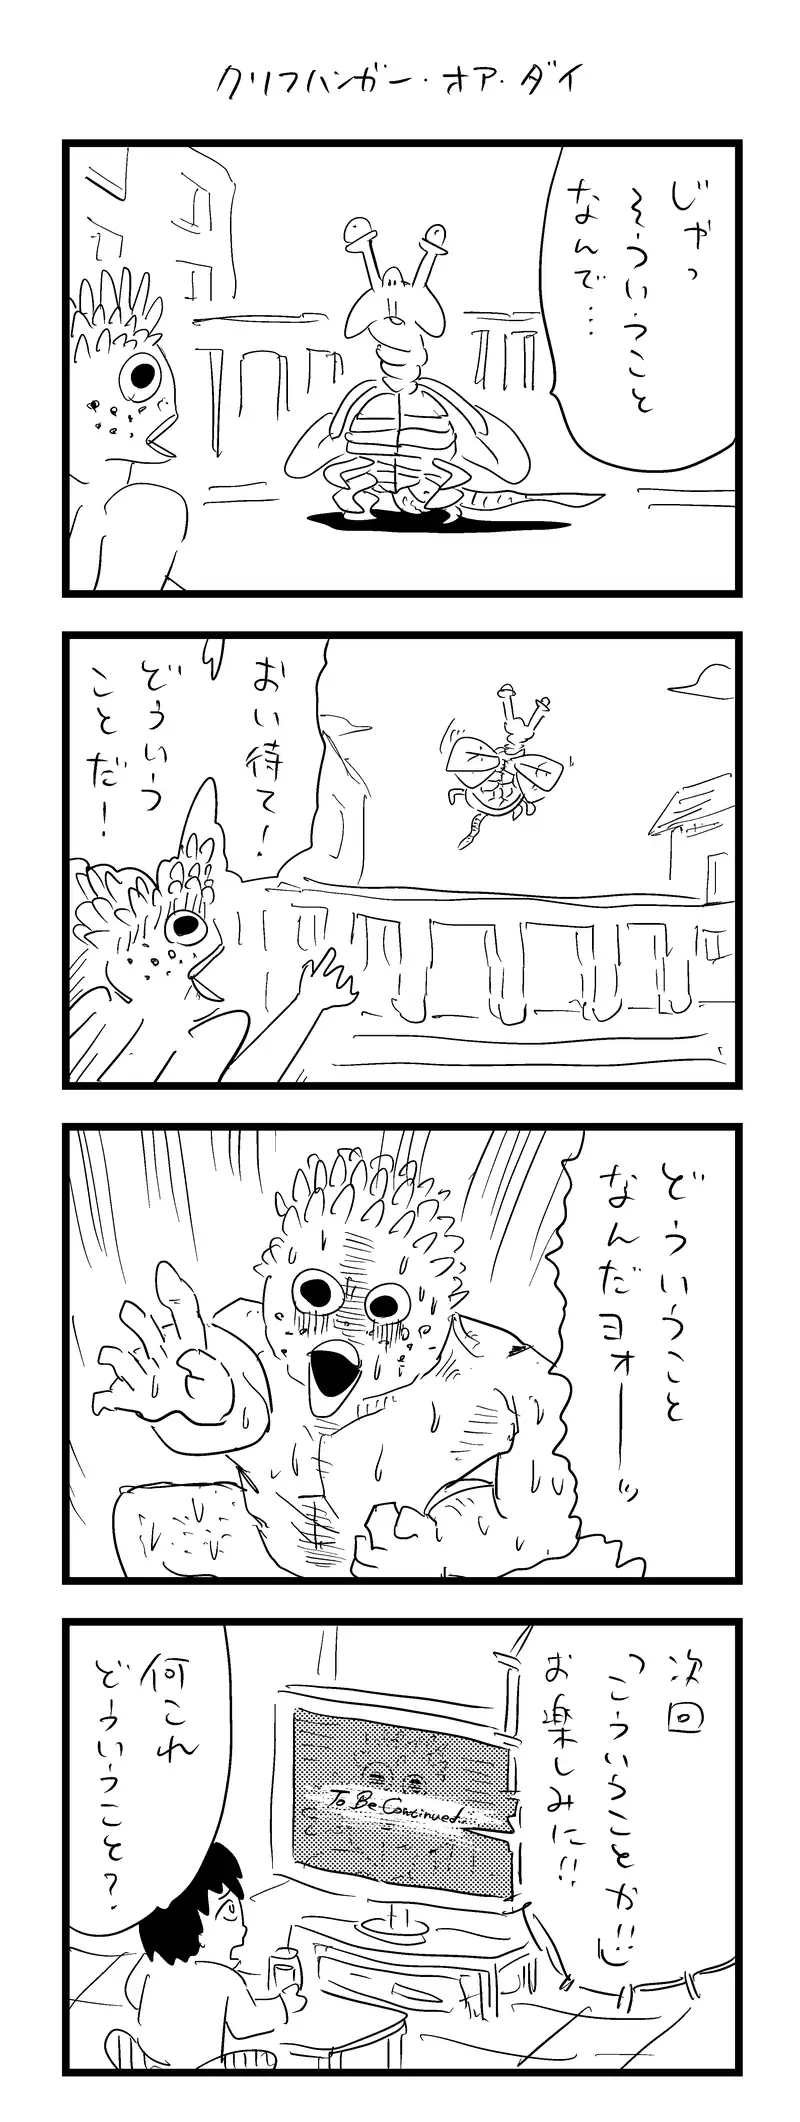 クリフハンガー・オア・ダイ
じゃっ
そういうこと
なんで…
おい待て!
どういう
ことだ!
どういうこと
なんだヨォーーッ
次回
「こういうことか!!」
お楽しみに!!
To Be Continued...
何これ
どういうこと?